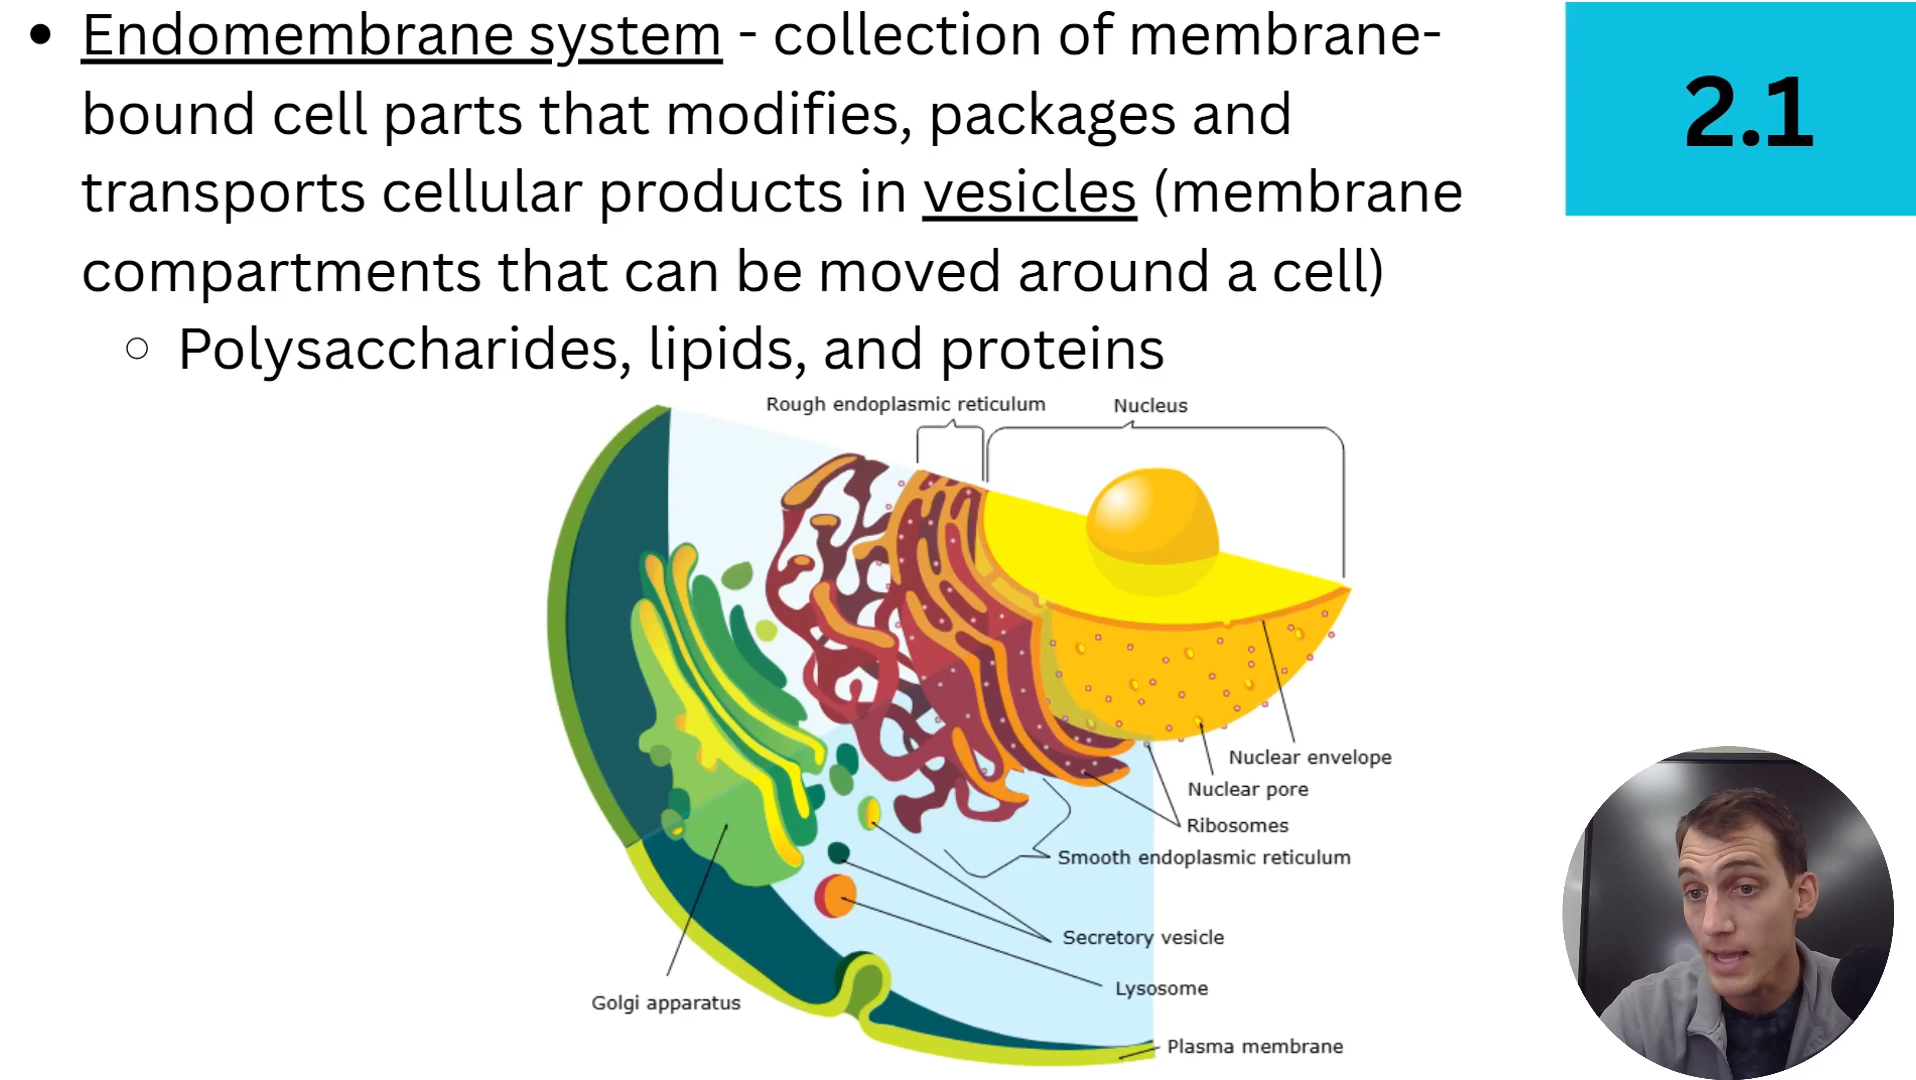 Endomembrane system - collection of membrane-
bound cell parts that modifies, packages and
transports cellular products in vesicles (membrane
compartments that can be moved around a cell)
Polysaccharides, lipids, and proteins
2.1
Rough endoplasmic reticulum
Nucleus
Nuclear envelope
Nuclear pore
Ribosomes
Smooth endoplasmic reticulum
Secretory vesicle
Lysosome
Golgi apparatus
Plasma membrane